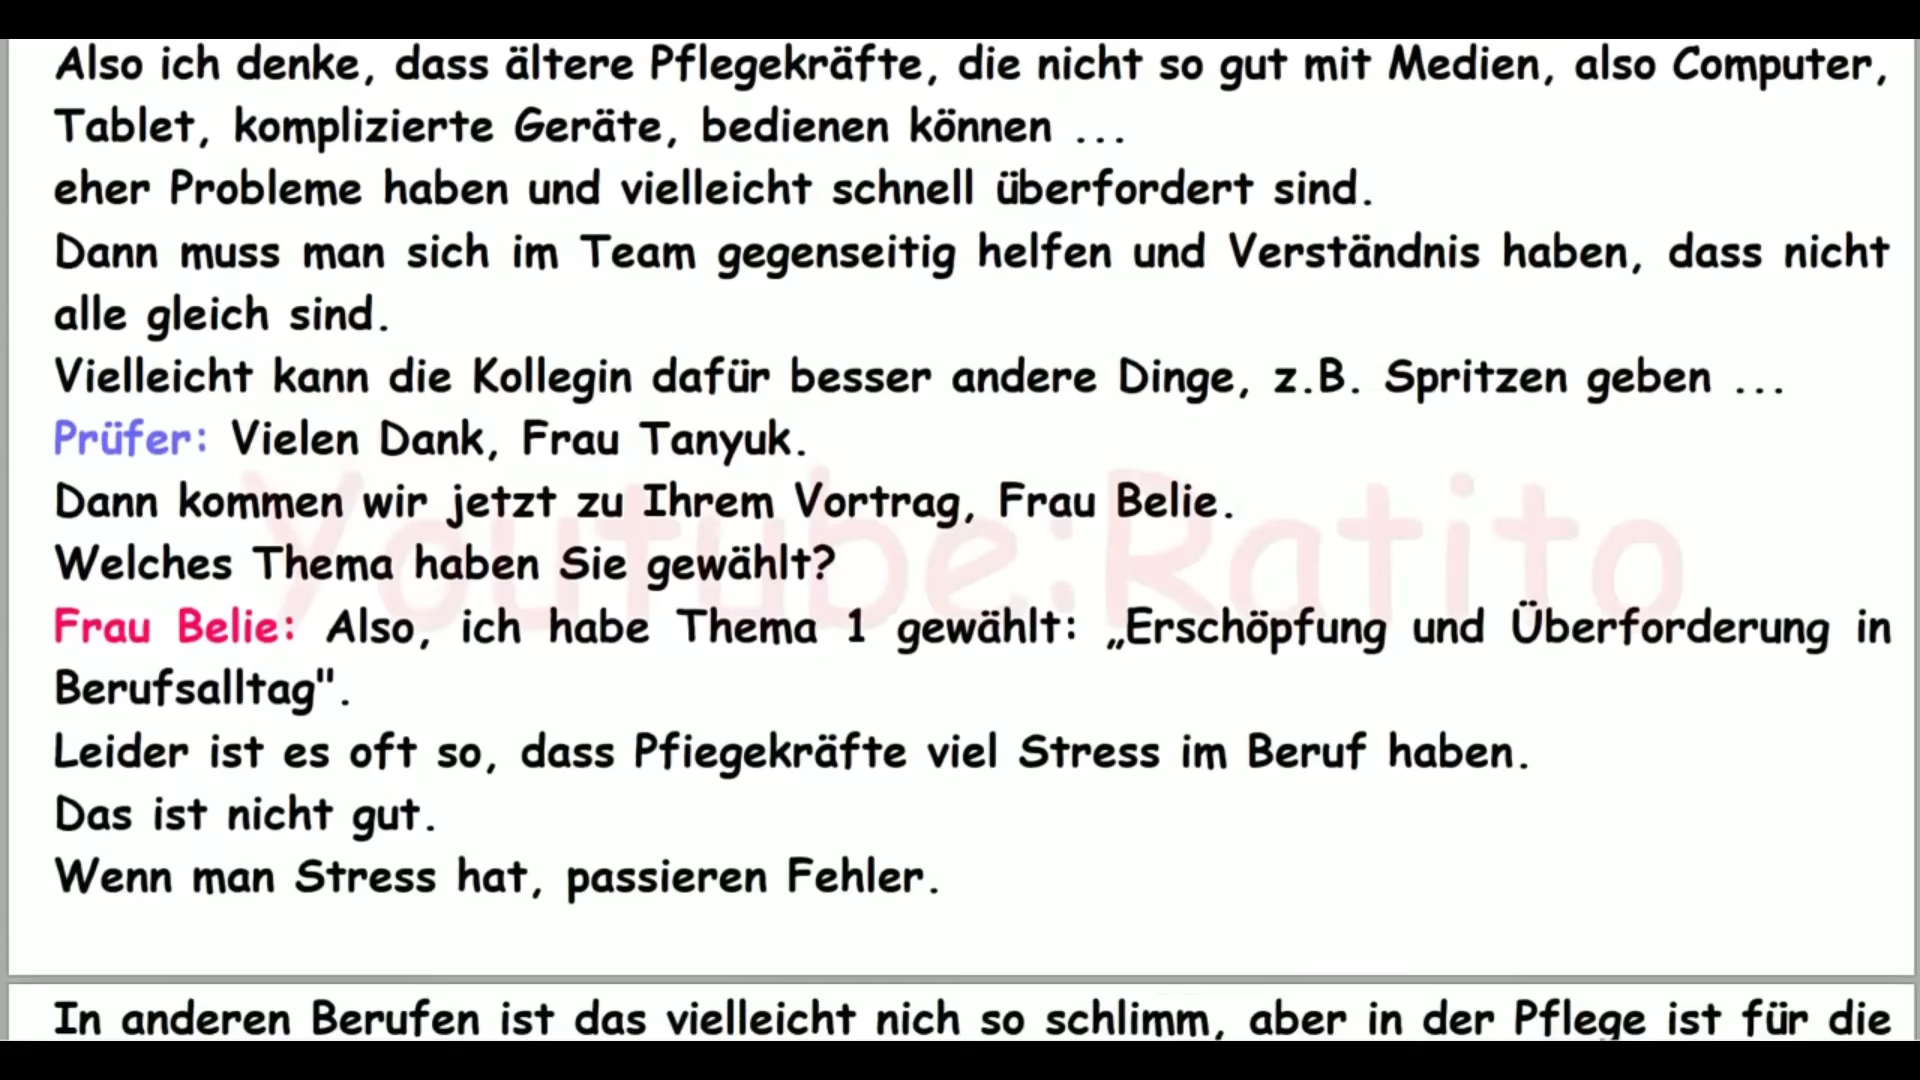 Also ich denke, dass ältere Pflegekräfte, die nicht so gut mit Medien, also Computer,
Tablet, komplizierte Geräte, bedienen können ...
eher Probleme haben und vielleicht schnell überfordert sind.
Dann muss man sich im Team gegenseitig helfen und Verständnis haben, dass nicht
alle gleich sind.
Vielleicht kann die Kollegin dafür besser andere Dinge, z.B. Spritzen geben ...
Prüfer: Vielen Dank, Frau Tanyuk.
Dann kommen wir jetzt zu Ihrem Vortrag, Frau Belie.
Youtube:Ratito
Welches Thema haben Sie gewählt?
Frau Belie: Also, ich habe Thema 1 gewählt: „Erschöpfung und Überforderung in
Berufsalltag".
Leider ist es oft so, dass Pfiegekräfte viel Stress im Beruf haben.
Das ist nicht gut.
Wenn man Stress hat, passieren Fehler.
In anderen Berufen ist das vielleicht nich so schlimm, aber in der Pflege ist für die